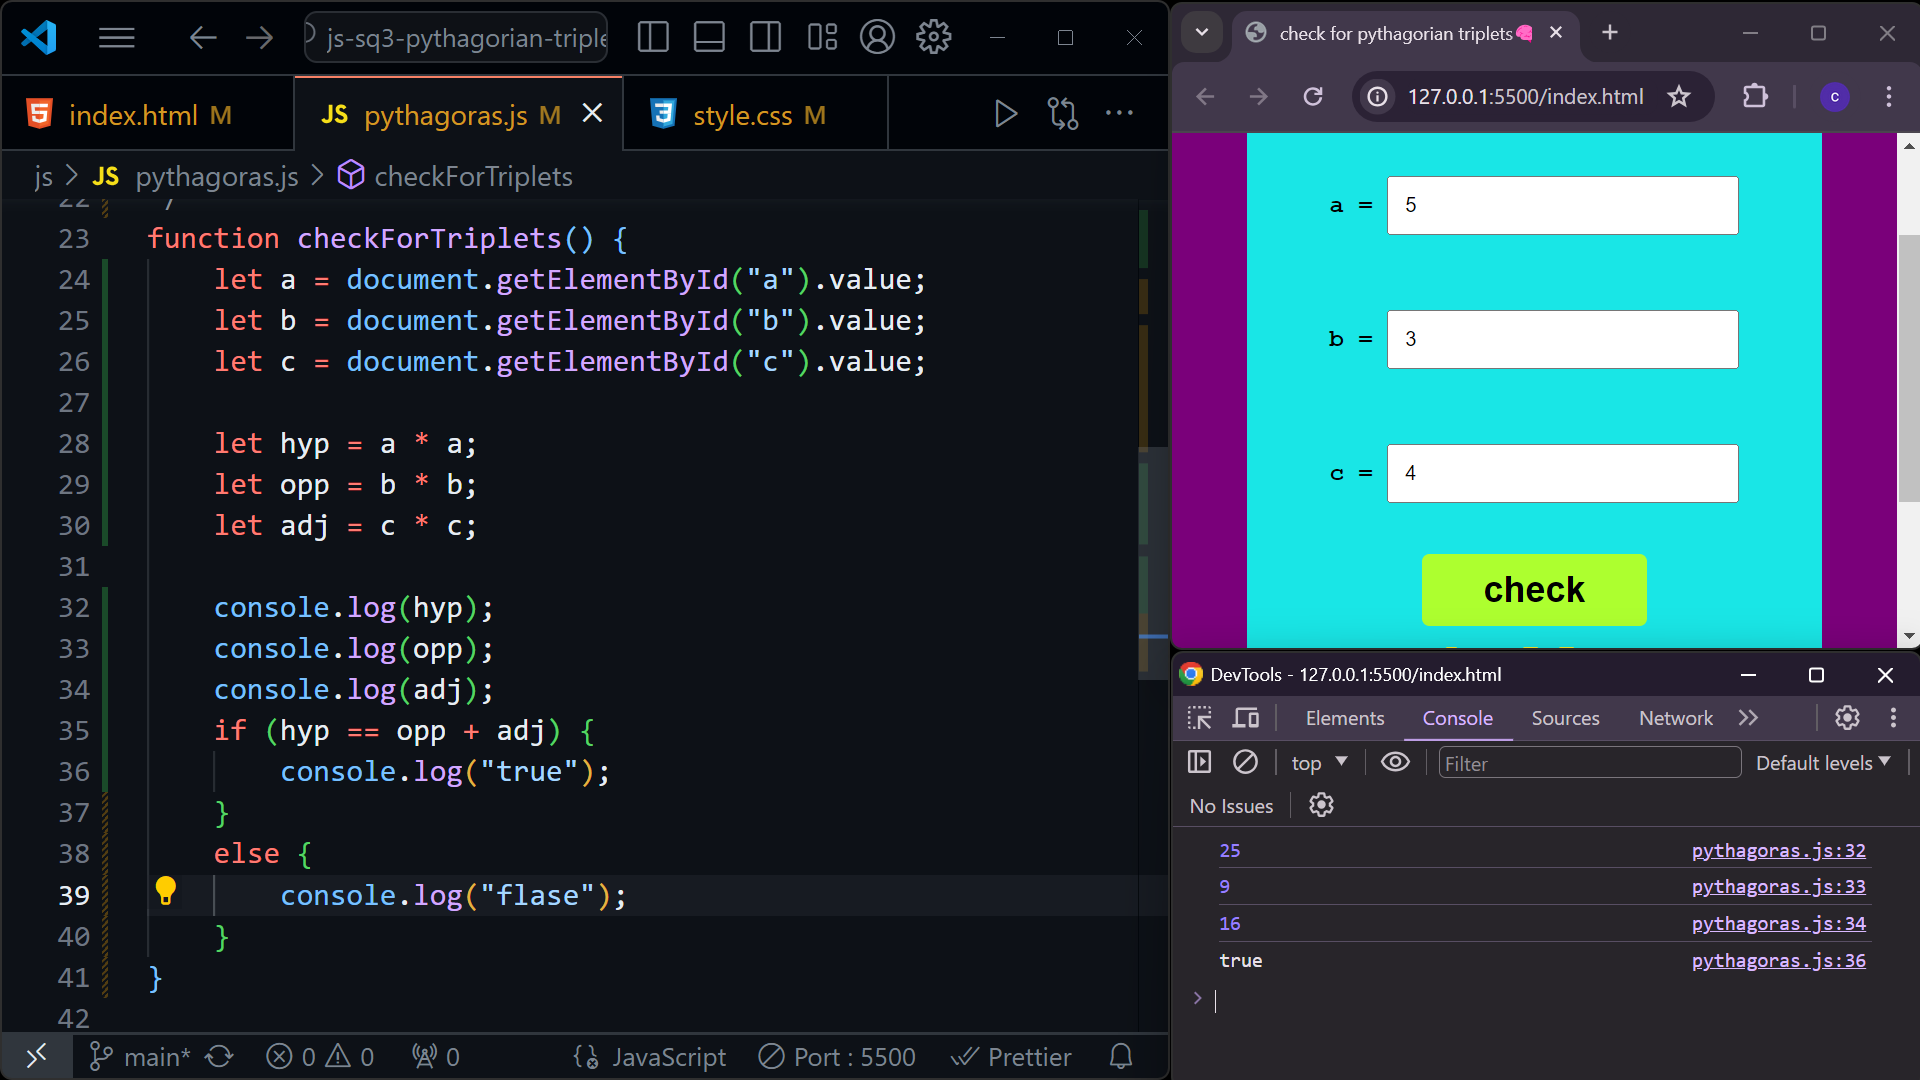 js-sq3-pythagorian-triple
index.html M
JS pythagoras.js M
style.css M
js > JS pythagoras.js > checkForTriplets
22 */
23 function checkForTriplets() {
24 let a = document.getElementById("a").value;
25 let b = document.getElementById("b").value;
26 let c = document.getElementById("c").value;
27
28 let hyp = a * a;
29 let opp = b * b;
30 let adj = c * c;
31
32 console.log(hyp);
33 console.log(opp);
34 console.log(adj);
35 if (hyp == opp + adj) {
36 console.log("true");
37 }
38 else {
39 console.log("flase");
40 }
41 }
42
main* 0 0 0 JavaScript Port : 5500 Prettier
check for pythagorian triplets🧠
127.0.0.1:5500/index.html
c
a = 5
b = 3
c = 4
check
DevTools - 127.0.0.1:5500/index.html
Elements Console Sources Network
top Filter Default levels
No Issues
25 pythagoras.js:32
9 pythagoras.js:33
16 pythagoras.js:34
true pythagoras.js:36
>